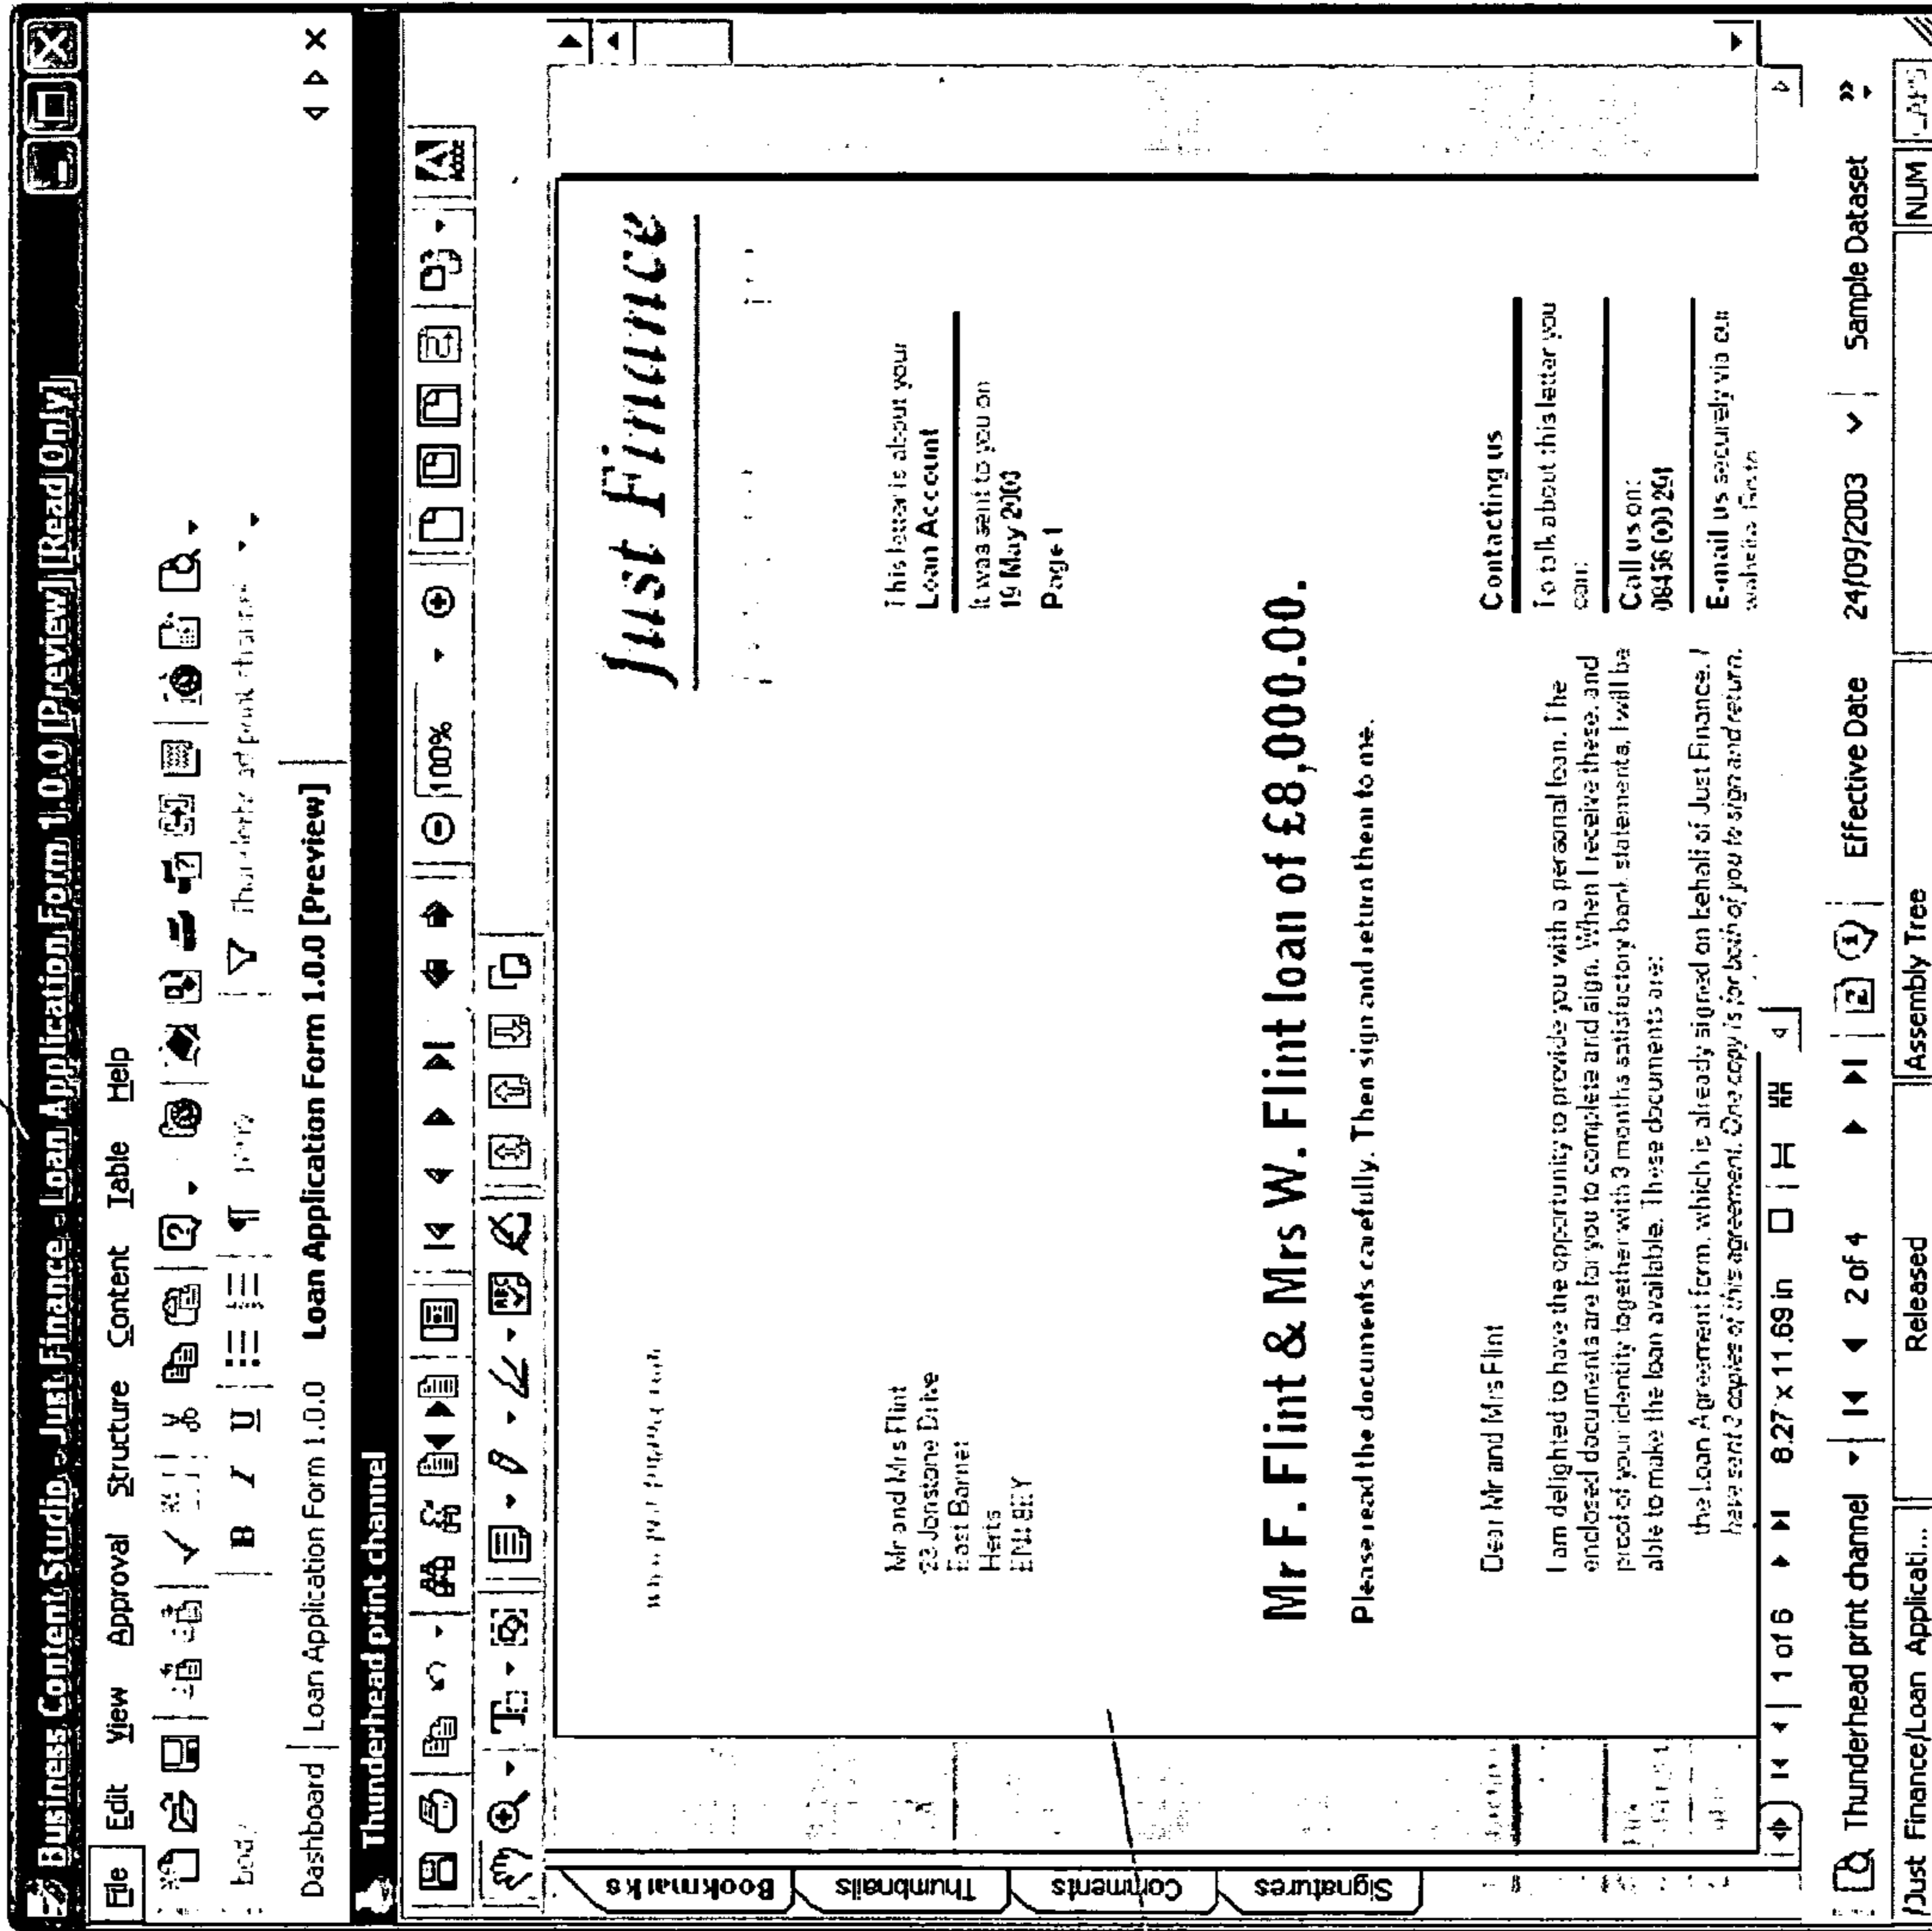 Business Content Studio - Just Finance - Loan Application Form 1.0.0 [Preview] [Read Only]
File Edit View Approval Structure Content Table Help
body B I U
Dashboard Loan Application Form 1.0.0 Loan Application Form 1.0.0 [Preview]
Thunderhead print channel
100%
Adobe
Bookmarks
Thumbnails
Comments
Signatures
Just Finance
Mr and Mrs Flint
East Barnet
Herts
This letter is about your
Loan Account
It was sent to you on
19 May 2003
Page 1
Mr F. Flint & Mrs W. Flint loan of £8,000.00.
Please read the documents carefully. Then sign and return them to me.
Dear Mr and Mrs Flint
I am delighted to have the opportunity to provide you with a personal loan. The
enclosed documents are for you to complete and sign. When I receive these, and
proof of your identity together with 3 months satisfactory bank statements, I will be
able to make the loan available. Those documents are:
the Loan Agreement form, which is already signed on behalf of Just Finance. I
have sent 2 copies of this agreement. One copy is for both of you to sign and return.
Contacting us
To talk about this letter you
can:
Call us on:
E-mail us securely via our
1 of 6 8.27 x 11.69 in
Thunderhead print channel 2 of 4 Effective Date 24/09/2003 Sample Dataset
/Just Finance/Loan Applicati... Released Assembly Tree NUM CAPS